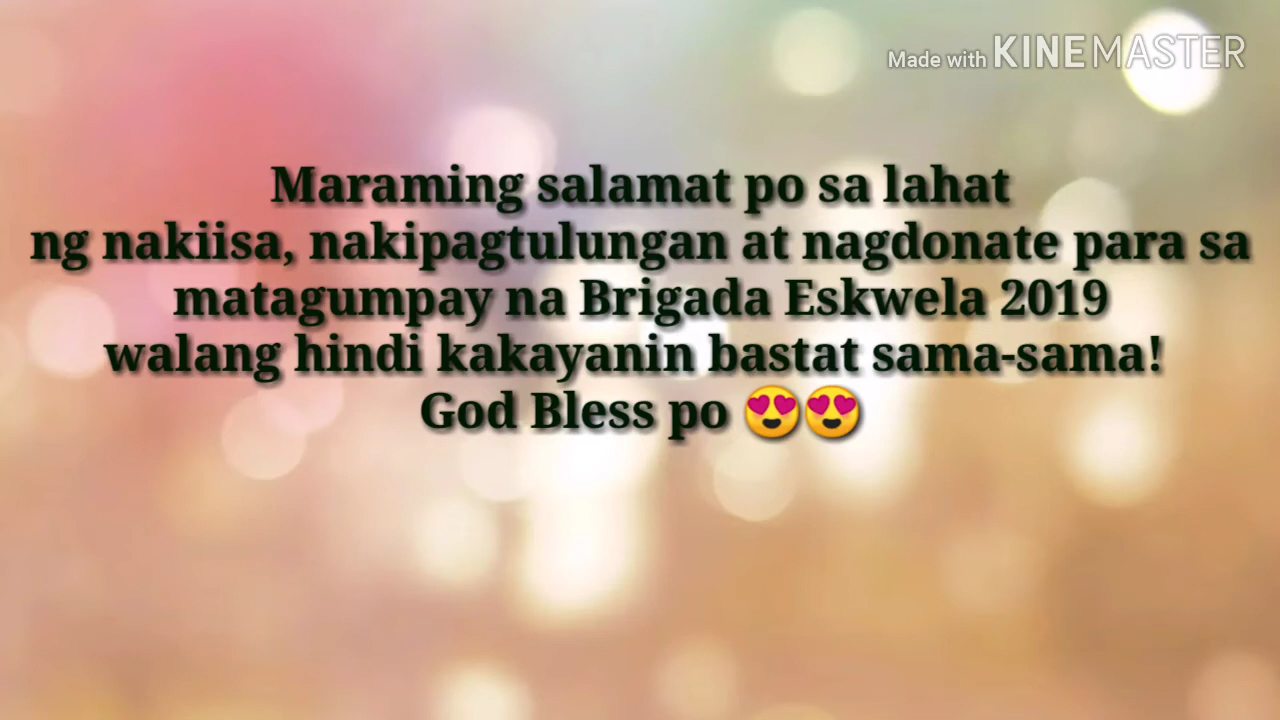 Made with KINEMASTER
Maraming salamat po sa lahat
ng nakiisa, nakipagtulungan at nagdonate para sa
matagumpay na Brigada Eskwela 2019
walang hindi kakayanin bastat sama-sama!
God Bless po 😍😍